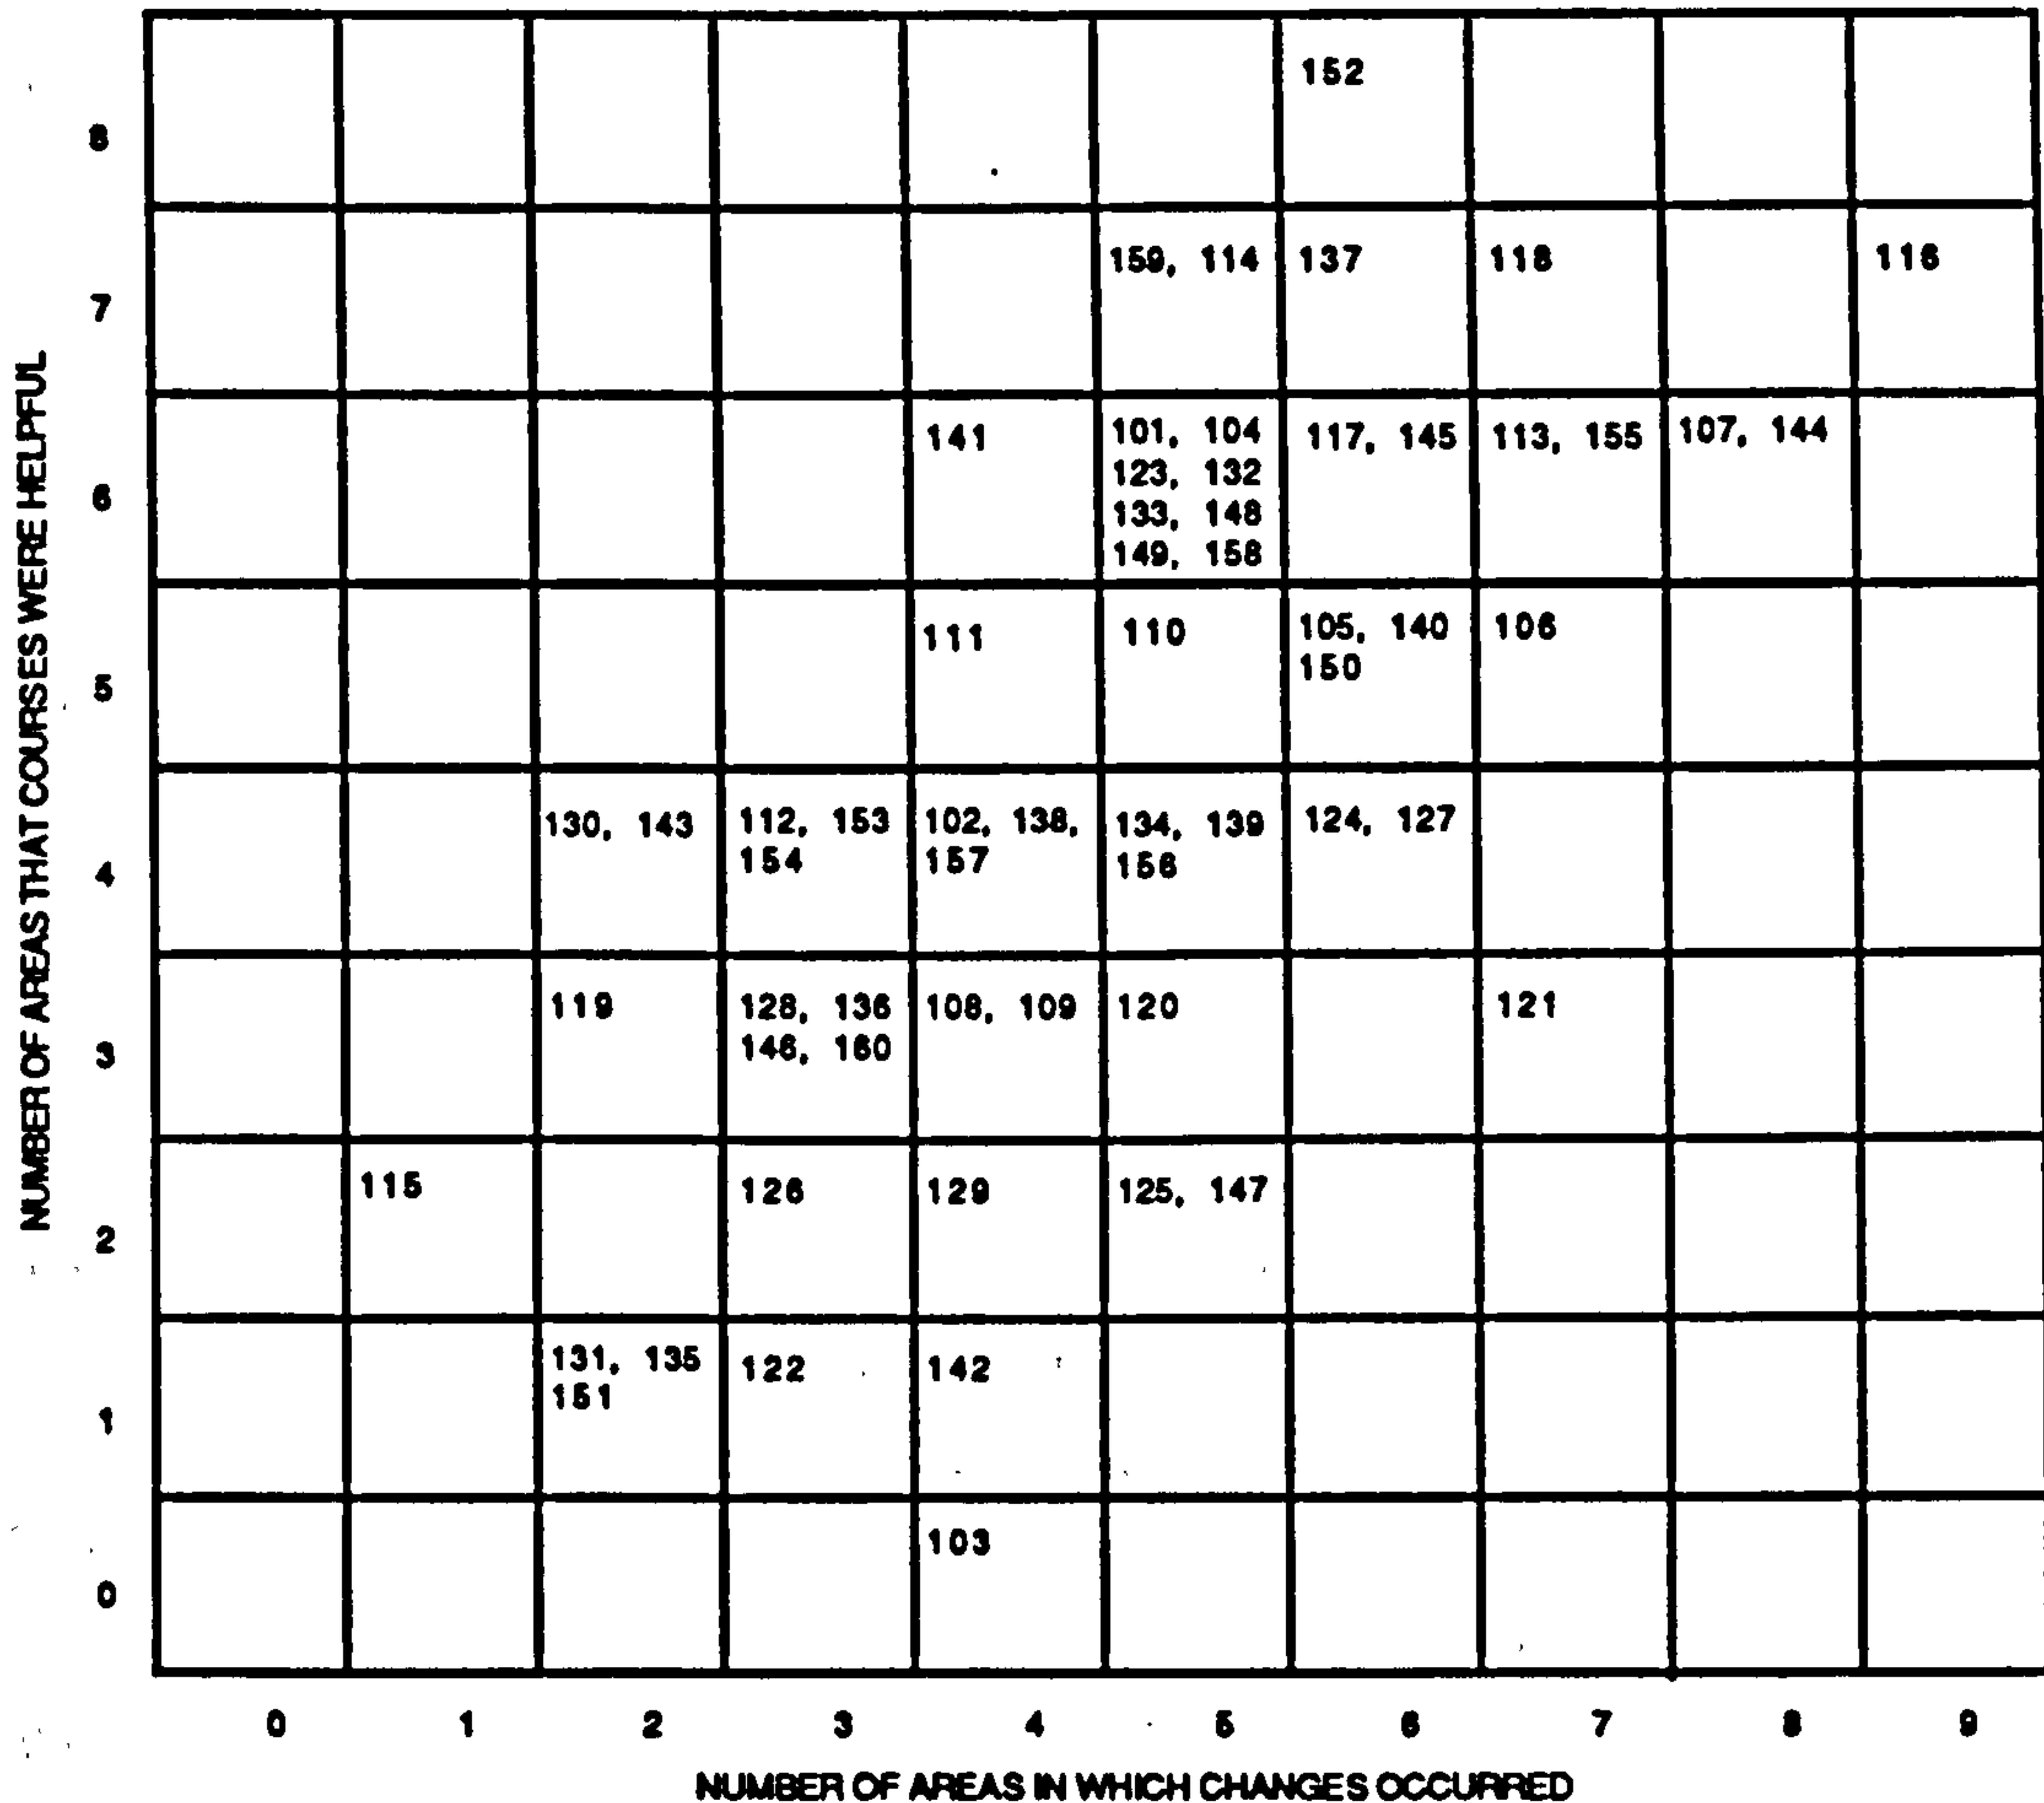 152
8
159, 114 137 118 116
7
141 101, 104 117, 145 113, 155 107, 144
123, 132
133, 148
149, 158
6
111 110 105, 140 106
150
5
130, 143 112, 153 102, 138, 134, 139 124, 127
154 157 156
4
119 128, 136 108, 109 120 121
146, 160
3
115 126 129 125, 147
2
131, 135 122 142
151
1
103
0
0 1 2 3 4 5 6 7 8 9
NUMBER OF AREAS THAT COURSES WERE HELPFUL
NUMBER OF AREAS IN WHICH CHANGES OCCURRED